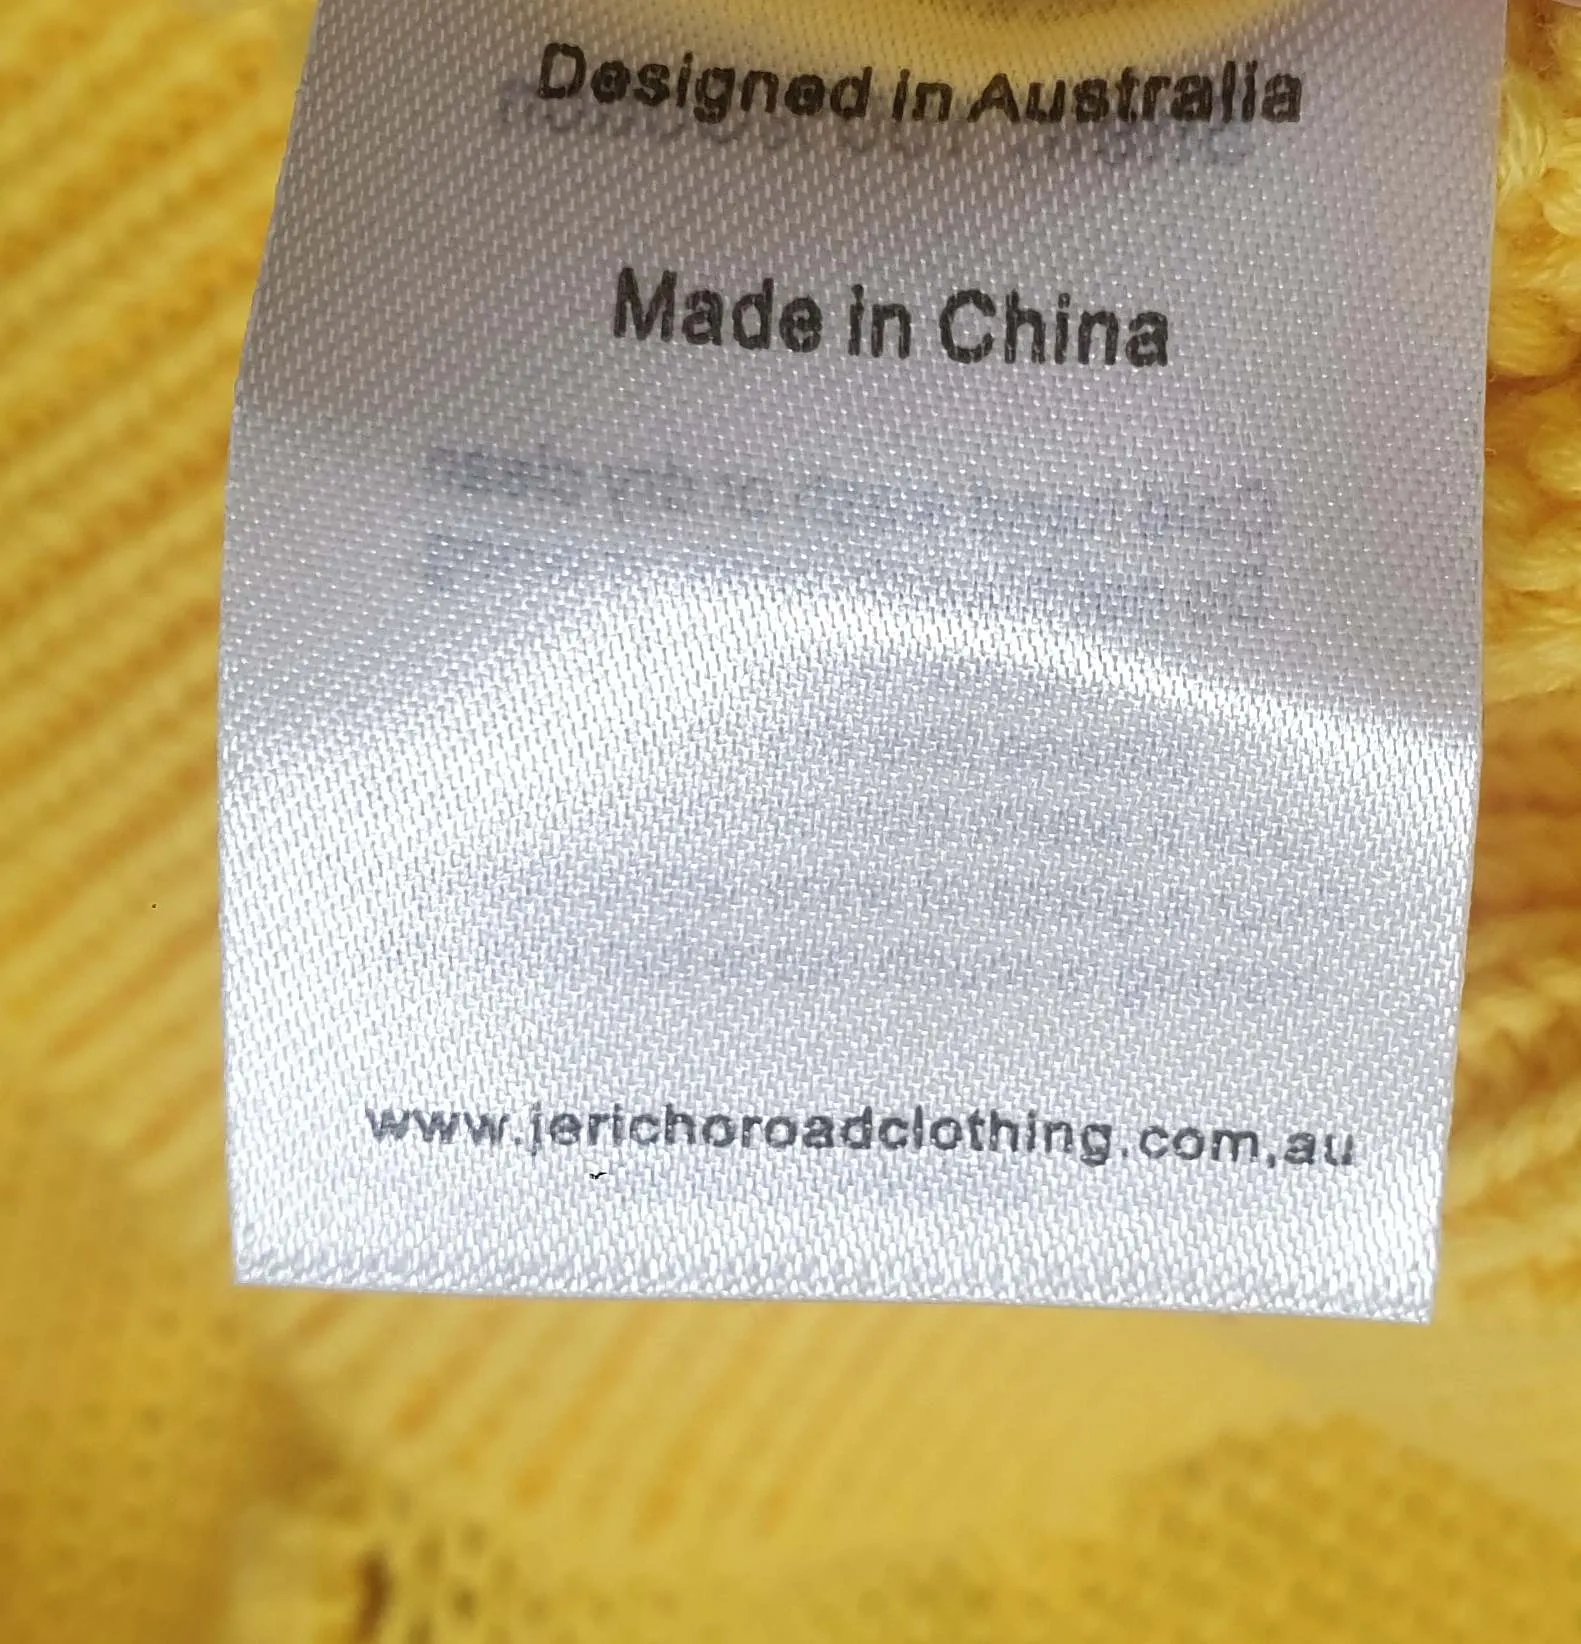 Designed in Australia
Made in China
www.jerichoroadclothing.com,au